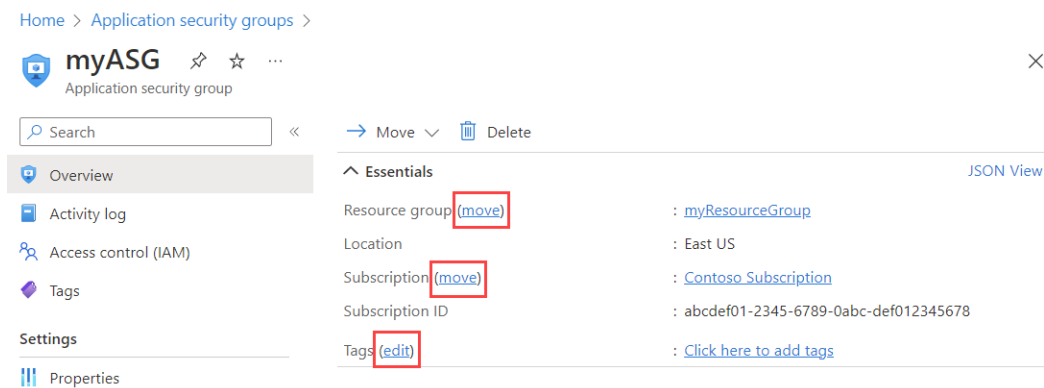 Home > Application security groups >
myASG
Application security group
Search
Move
Delete
Overview
Essentials
JSON View
Activity log
Resource group (move) : myResourceGroup
Access control (IAM)
Location : East US
Tags
Subscription (move) : Contoso Subscription
Subscription ID : abcdef01-2345-6789-0abc-def012345678
Settings
Tags (edit) : Click here to add tags
Properties